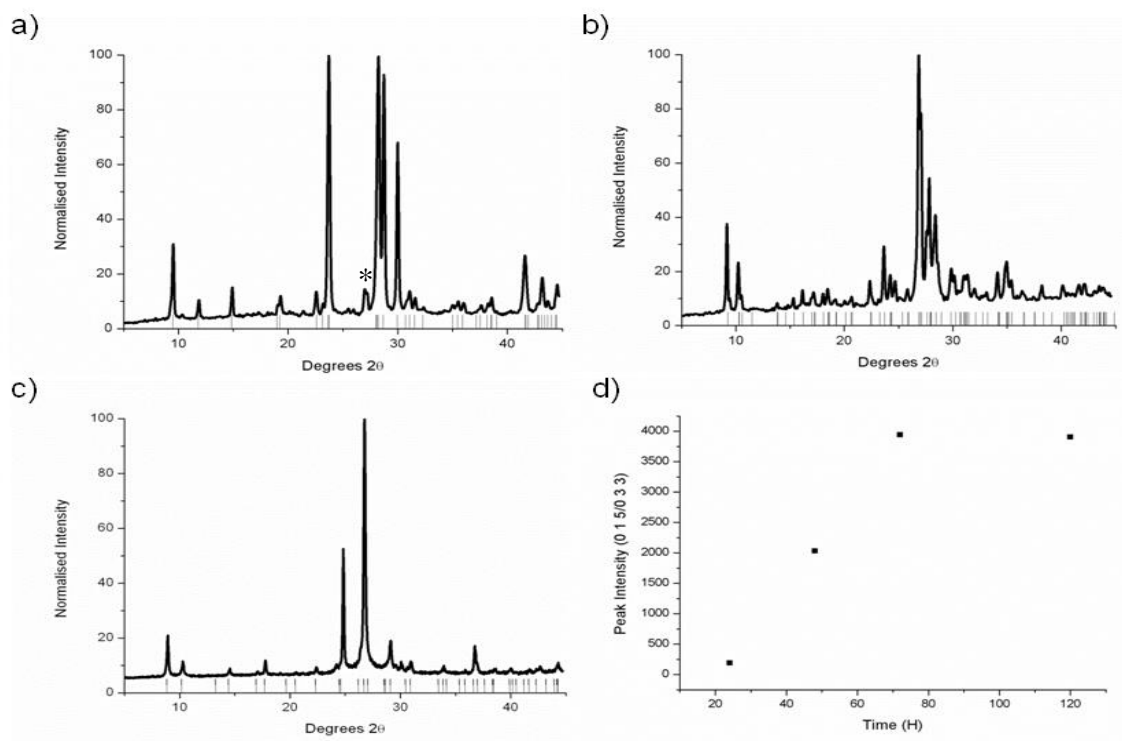 a)
100
80
60
40
20
0
Normalised Intensity
*
10 20 30 40
Degrees 2θ
b)
100
80
60
40
20
0
Normalised Intensity
10 20 30 40
Degrees 2θ
c)
100
80
60
40
20
0
Normalised Intensity
10 20 30 40
Degrees 2θ
d)
4000
3500
3000
2500
2000
1500
1000
500
0
Peak Intensity (0 1 5/0 3 3)
20 40 60 80 100 120
Time (H)